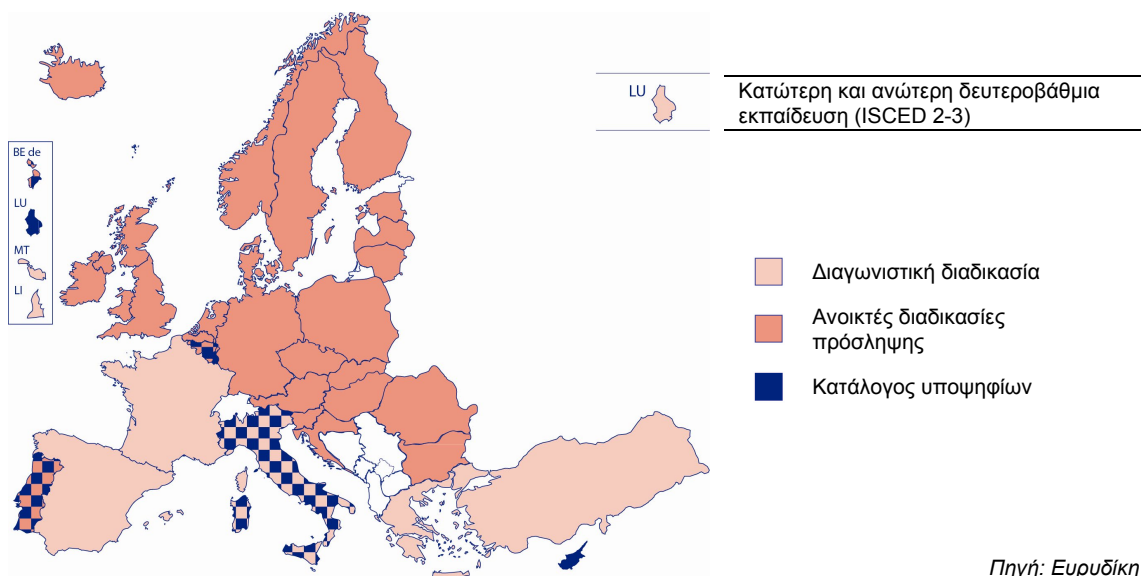 BE de
LU
MT
LI
LU
Κατώτερη και ανώτερη δευτεροβάθμια
εκπαίδευση (ISCED 2-3)
Διαγωνιστική διαδικασία
Ανοικτές διαδικασίες
πρόσληψης
Κατάλογος υποψηφίων
Πηγή: Ευρυδίκη